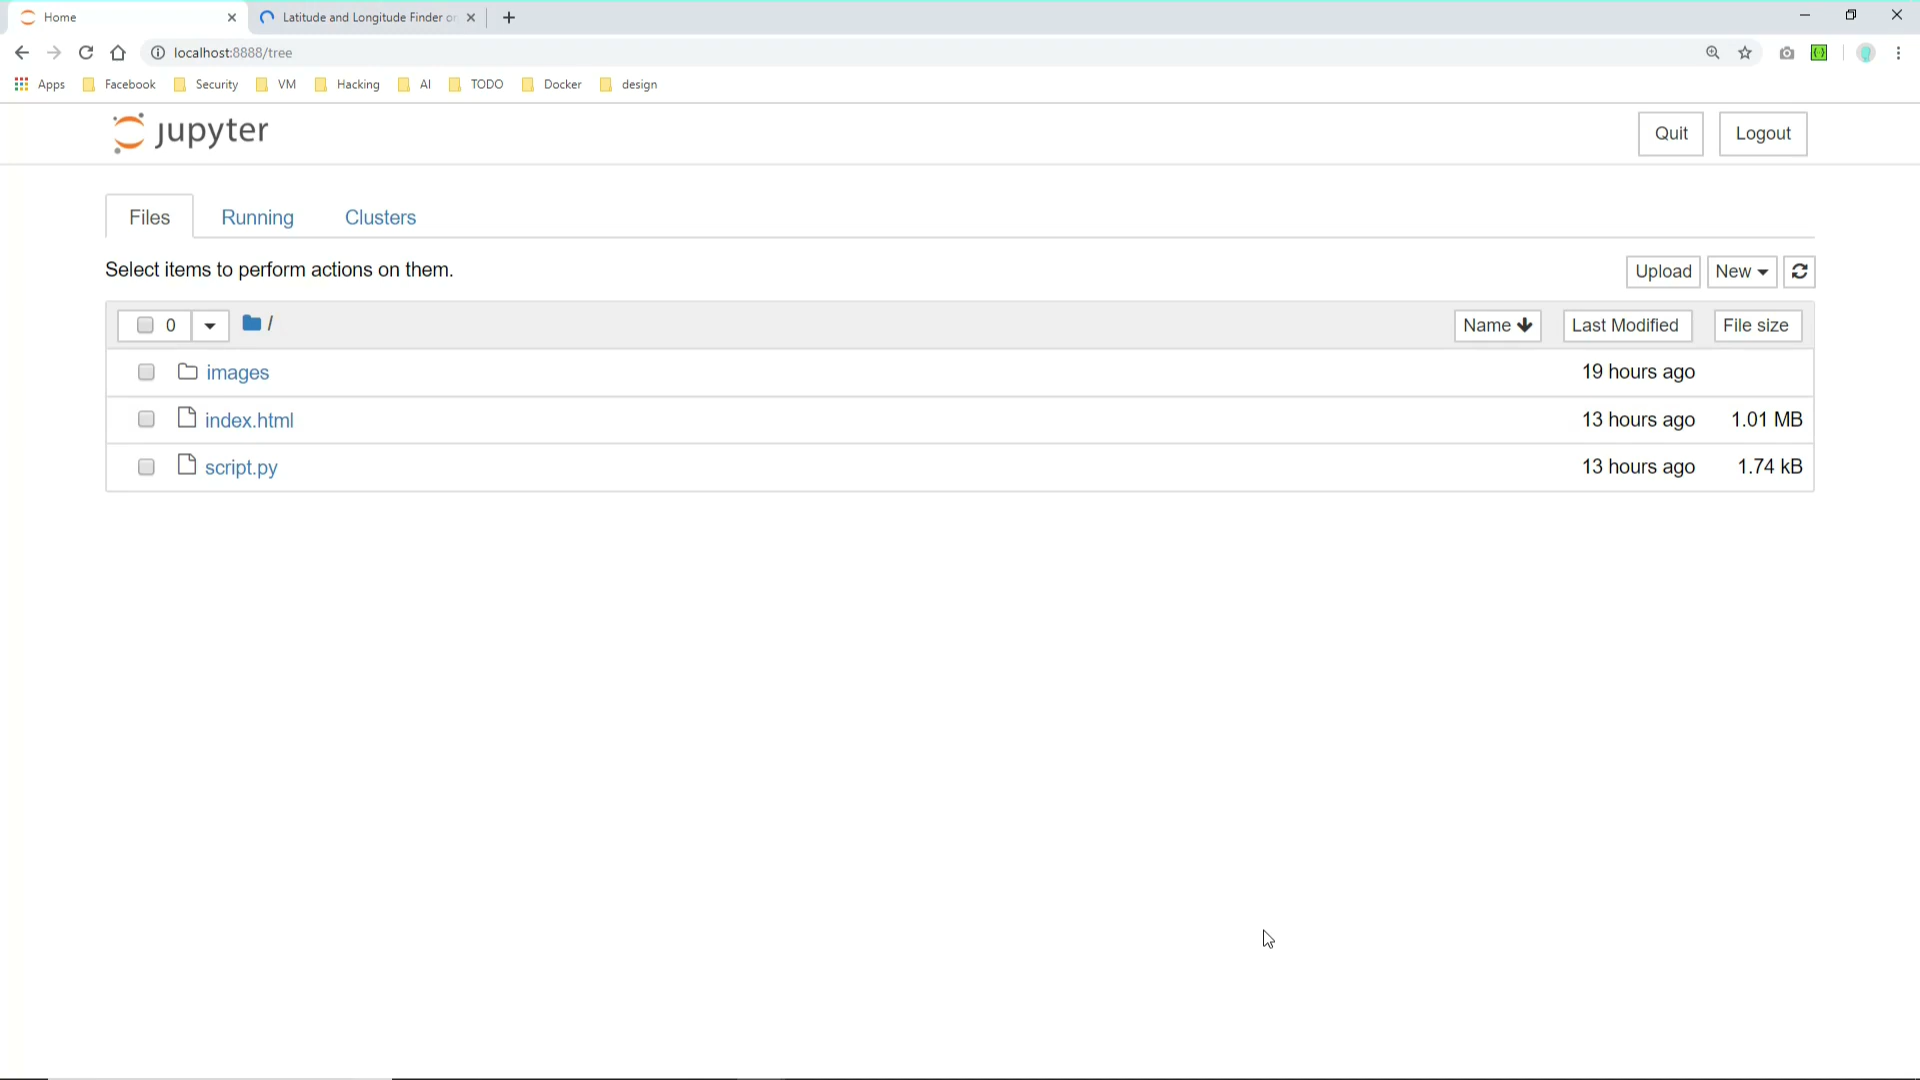 Home
Latitude and Longitude Finder o
localhost:8888/tree
Apps Facebook Security VM Hacking AI TODO Docker design
jupyter
Quit Logout
Files Running Clusters
Select items to perform actions on them.
Upload New
0 / Name Last Modified File size
images 19 hours ago
index.html 13 hours ago 1.01 MB
script.py 13 hours ago 1.74 kB